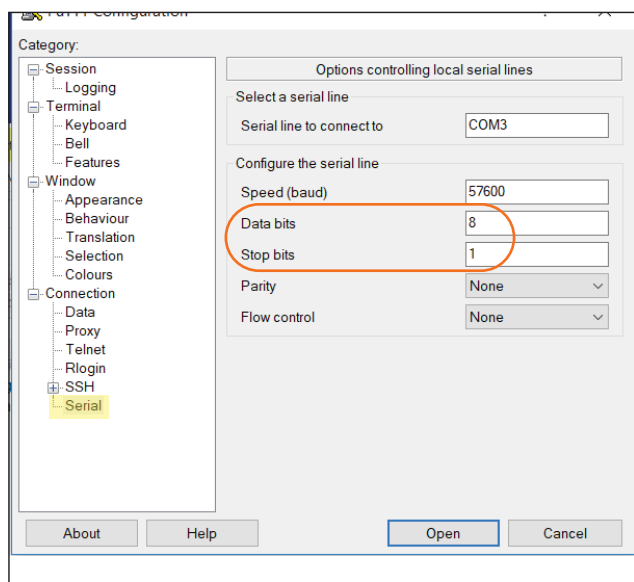 PuTTY Configuration
Category:
Session
Logging
Terminal
Keyboard
Bell
Features
Window
Appearance
Behaviour
Translation
Selection
Colours
Connection
Data
Proxy
Telnet
Rlogin
SSH
Serial
Options controlling local serial lines
Select a serial line
Serial line to connect to COM3
Configure the serial line
Speed (baud) 57600
Data bits 8
Stop bits 1
Parity None
Flow control None
About Help Open Cancel